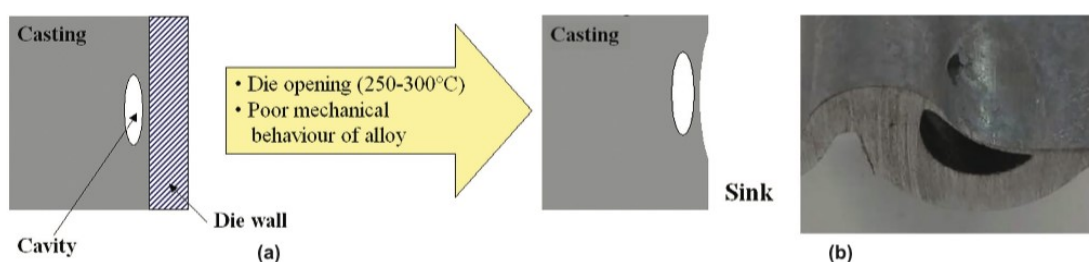 Casting
• Die opening (250-300°C)
• Poor mechanical
behaviour of alloy
Die wall
Cavity
(a)
Casting
Sink
(b)